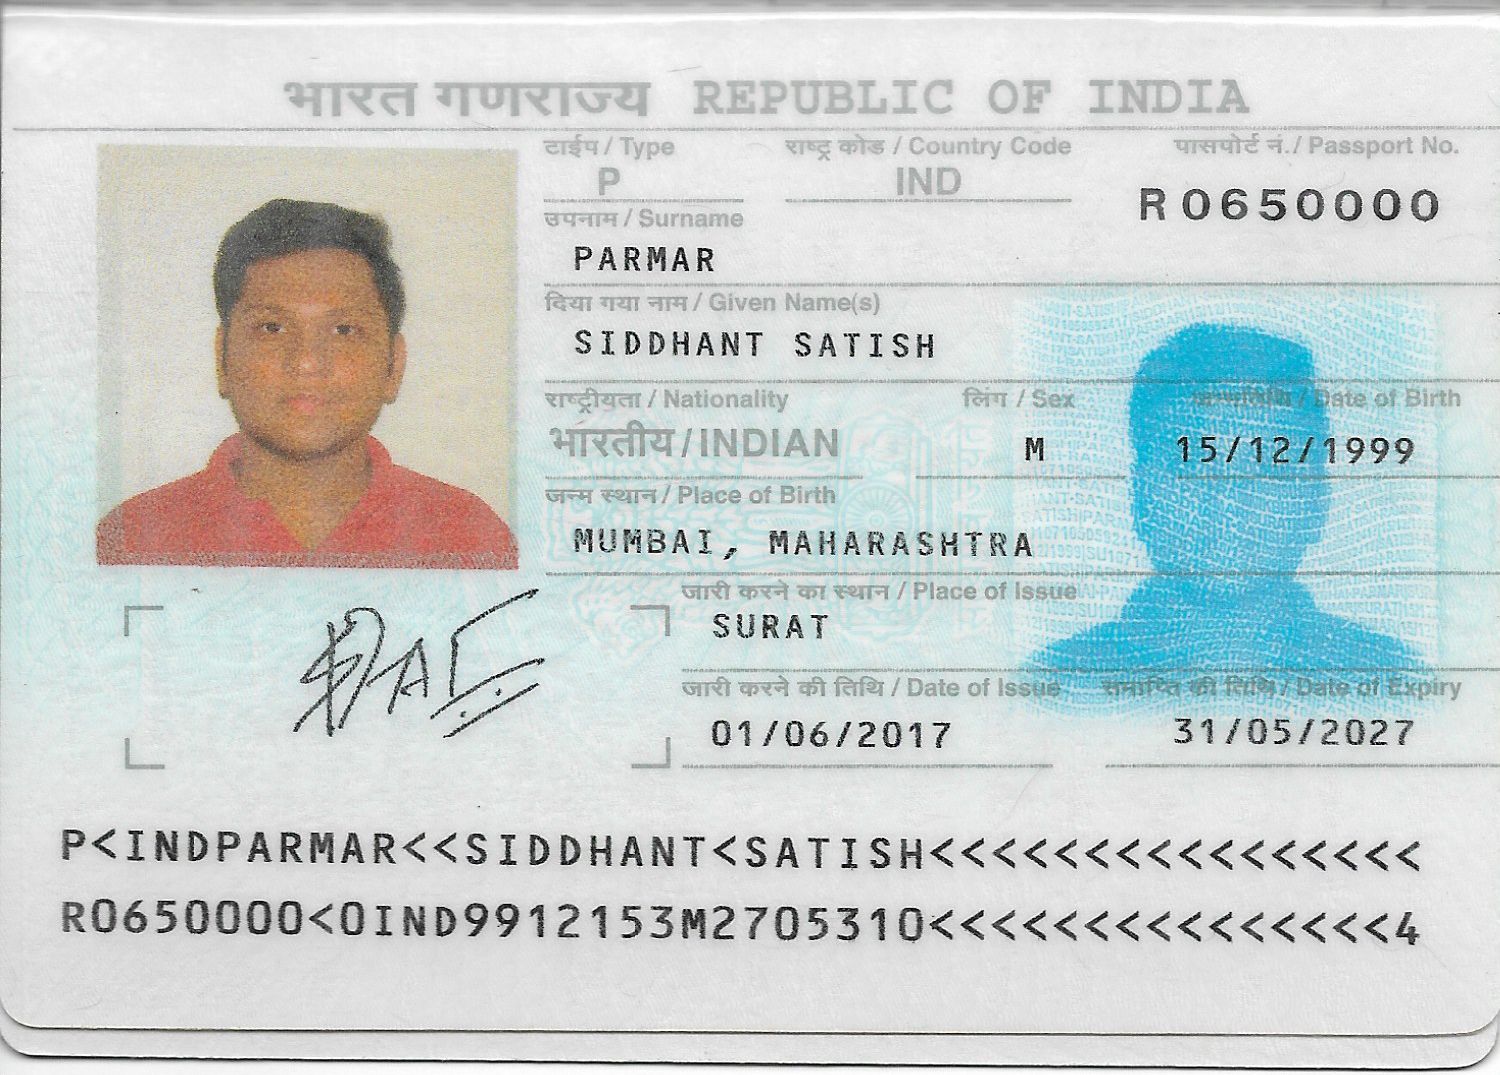 भारत गणराज्य REPUBLIC OF INDIA
टाईप / Type राष्ट्र कोड / Country Code पासपोर्ट नं. / Passport No.
P IND R0650000
उपनाम / Surname
PARMAR
दिया गया नाम / Given Name(s)
SIDDHANT SATISH
राष्ट्रीयता / Nationality लिंग / Sex जन्मतिथि / Date of Birth
भारतीय / INDIAN M 15/12/1999
जन्म स्थान / Place of Birth
MUMBAI, MAHARASHTRA
जारी करने का स्थान / Place of Issue
SURAT
जारी करने की तिथि / Date of Issue समाप्ति की तिथि / Date of Expiry
01/06/2017 31/05/2027
P<INDPARMAR<<SIDDHANT<SATISH<<<<<<<<<<<<<<<<
R0650000<0IND9912153M2705310<<<<<<<<<<<<<<<4